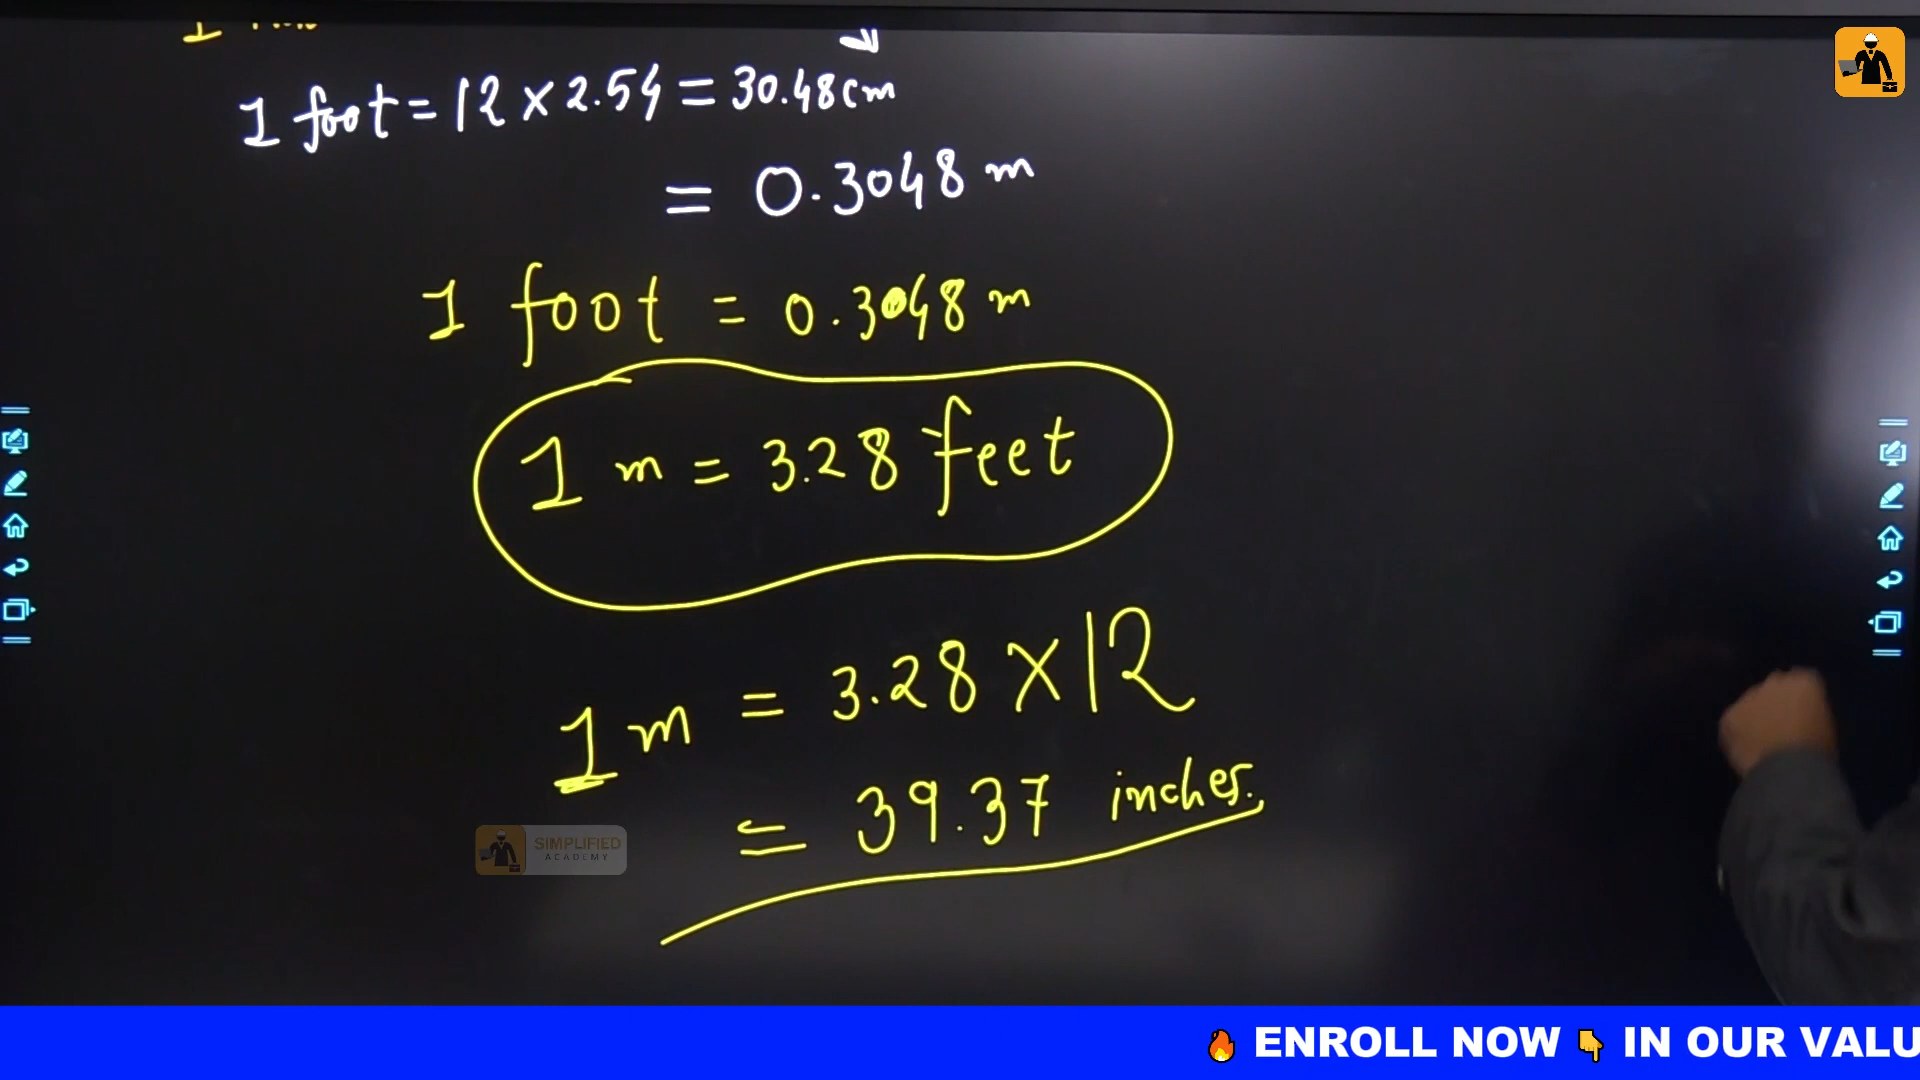 1 foot = 12 × 2.54 = 30.48 cm
= 0.3048 m
1 foot = 0.3048 m
1 m = 3.28 feet
1 m = 3.28 × 12
= 39.37 inches.
SIMPLIFIED
ACADEMY
🔥 ENROLL NOW 👇 IN OUR VALU